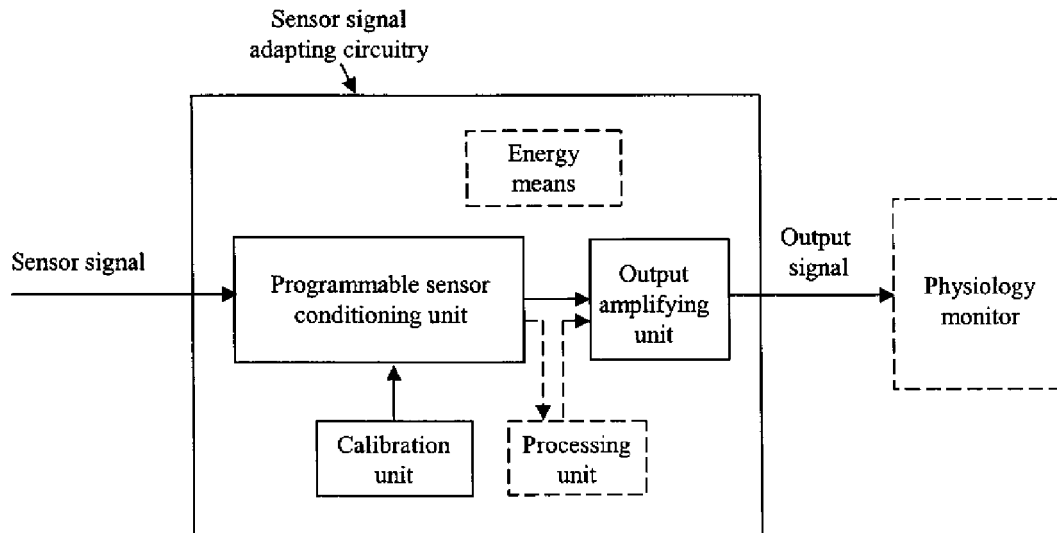 Sensor signal
adapting circuitry
Energy
means
Sensor signal
Programmable sensor
conditioning unit
Output
amplifying
unit
Output
signal
Physiology
monitor
Calibration
unit
Processing
unit